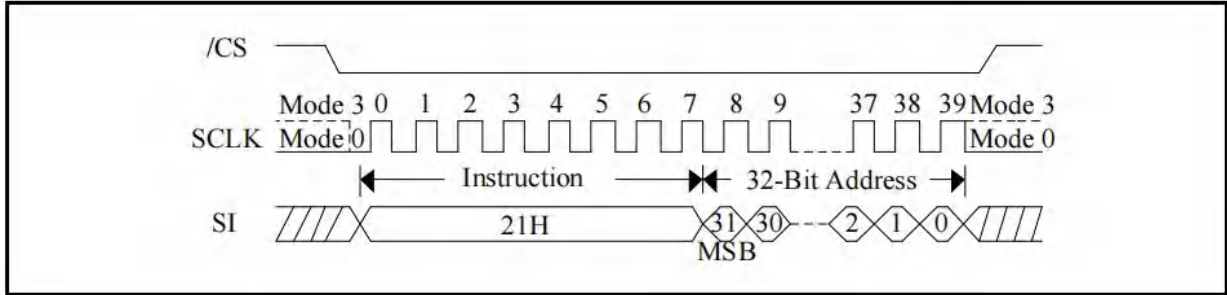 /CS
Mode 3 0 1 2 3 4 5 6 7 8 9 37 38 39 Mode 3
SCLK Mode 0 Mode 0
Instruction 32-Bit Address
SI 21H 31 30 2 1 0
MSB